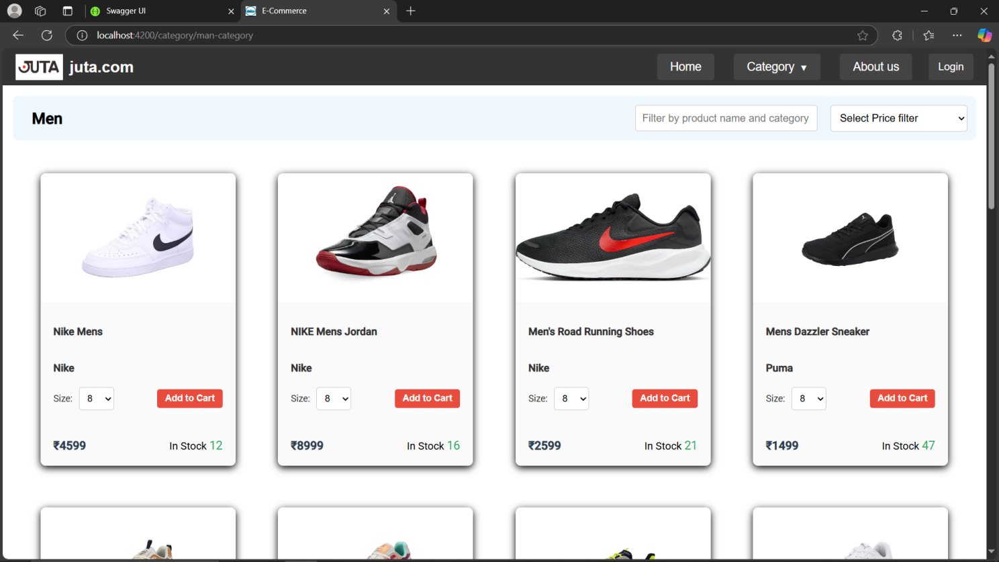 Swagger UI
E-Commerce
localhost:4200/category/man-category
JUTA juta.com
Home
Category ▾
About us
Login
Men
Filter by product name and category
Select Price filter
Nike Mens
Nike
Size: 8
Add to Cart
₹4599
In Stock 12
NIKE Mens Jordan
Nike
Size: 8
Add to Cart
₹8999
In Stock 16
Men's Road Running Shoes
Nike
Size: 8
Add to Cart
₹2599
In Stock 21
Mens Dazzler Sneaker
Puma
Size: 8
Add to Cart
₹1499
In Stock 47